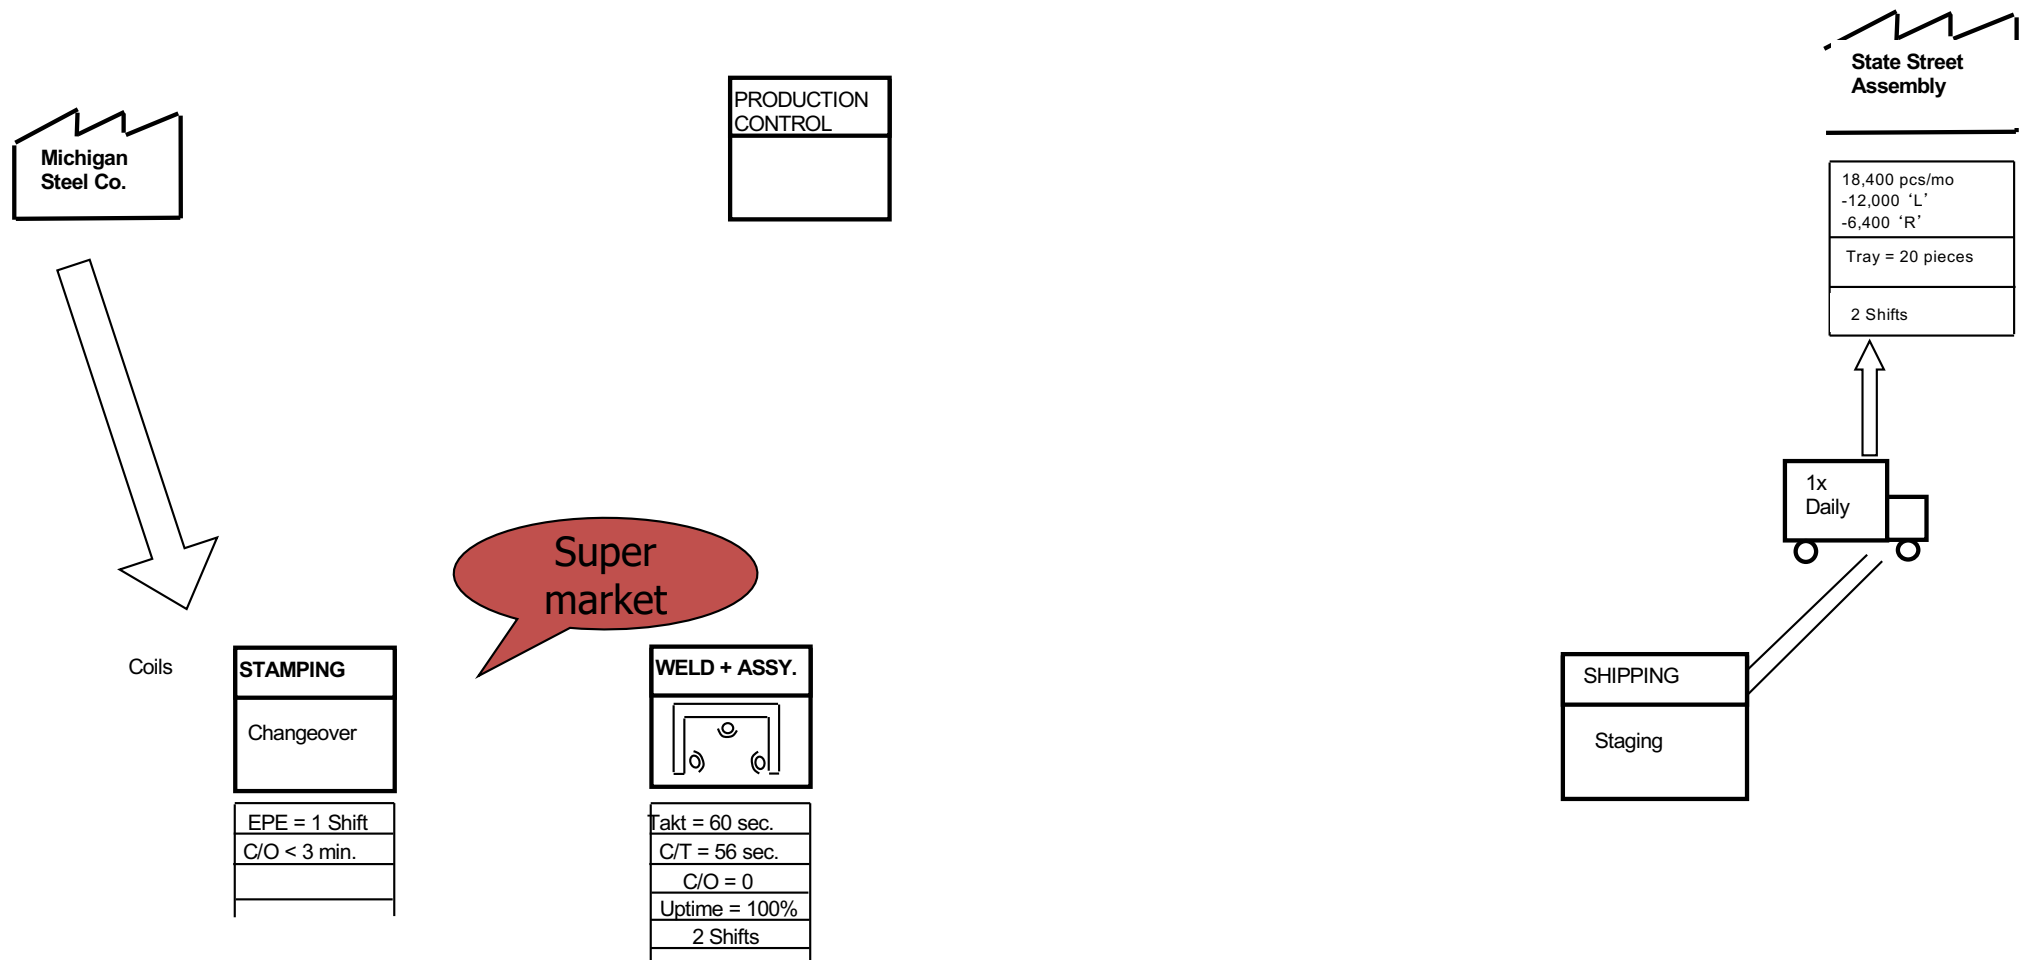 State Street
Assembly
PRODUCTION
CONTROL
Michigan
Steel Co.
18,400 pcs/mo
-12,000 ‘L’
-6,400 ‘R’
Tray = 20 pieces
2 Shifts
1x
Daily
Super
market
Coils
STAMPING
Changeover
EPE = 1 Shift
C/O < 3 min.
WELD + ASSY.
Takt = 60 sec.
C/T = 56 sec.
C/O = 0
Uptime = 100%
2 Shifts
SHIPPING
Staging